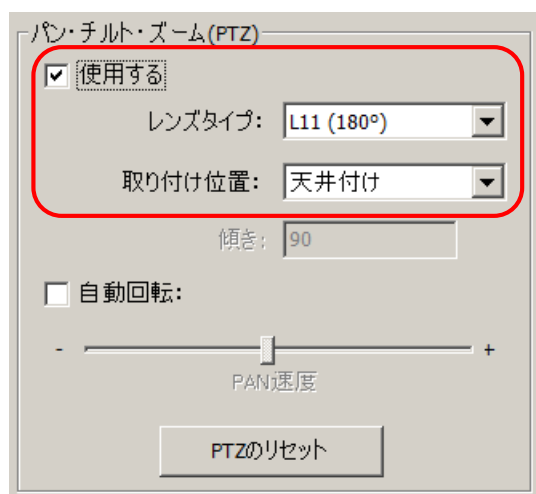 パン・チルト・ズーム(PTZ)
使用する
レンズタイプ: L11 (180º)
取り付け位置: 天井付け
傾き: 90
自動回転:
- +
PAN速度
PTZのリセット